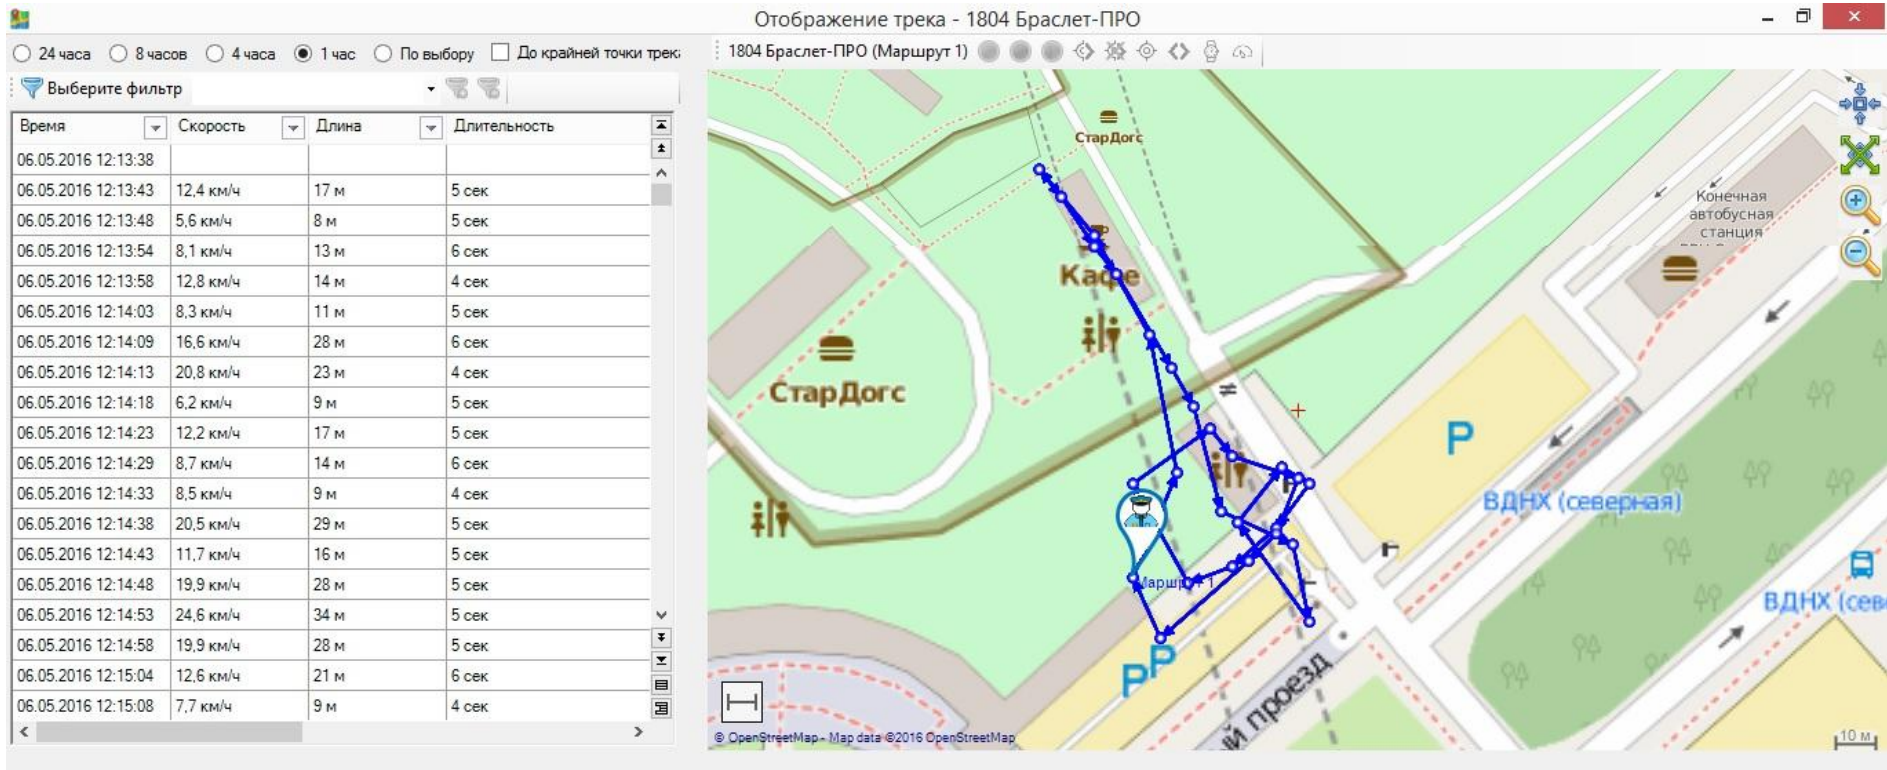 Отображение трека - 1804 Браслет-ПРО
24 часа 8 часов 4 часа 1 час По выбору До крайней точки трека
1804 Браслет-ПРО (Маршрут 1)
Выберите фильтр
Время Скорость Длина Длительность
06.05.2016 12:13:38
06.05.2016 12:13:43 12,4 км/ч 17 м 5 сек
06.05.2016 12:13:48 5,6 км/ч 8 м 5 сек
06.05.2016 12:13:54 8,1 км/ч 13 м 6 сек
06.05.2016 12:13:58 12,8 км/ч 14 м 4 сек
06.05.2016 12:14:03 8,3 км/ч 11 м 5 сек
06.05.2016 12:14:09 16,6 км/ч 28 м 6 сек
06.05.2016 12:14:13 20,8 км/ч 23 м 4 сек
06.05.2016 12:14:18 6,2 км/ч 9 м 5 сек
06.05.2016 12:14:23 12,2 км/ч 17 м 5 сек
06.05.2016 12:14:29 8,7 км/ч 14 м 6 сек
06.05.2016 12:14:33 8,5 км/ч 9 м 4 сек
06.05.2016 12:14:38 20,5 км/ч 29 м 5 сек
06.05.2016 12:14:43 11,7 км/ч 16 м 5 сек
06.05.2016 12:14:48 19,9 км/ч 28 м 5 сек
06.05.2016 12:14:53 24,6 км/ч 34 м 5 сек
06.05.2016 12:14:58 19,9 км/ч 28 м 5 сек
06.05.2016 12:15:04 12,6 км/ч 21 м 6 сек
06.05.2016 12:15:08 7,7 км/ч 9 м 4 сек
СтарДогс
Конечная
автобусная
станция
Кафе
СтарДогс
P
ВДНХ (северная)
Маршрут 1
ВДНХ (сев
P
P
й проезд
© OpenStreetMap - Map data ©2016 OpenStreetMap
10 м